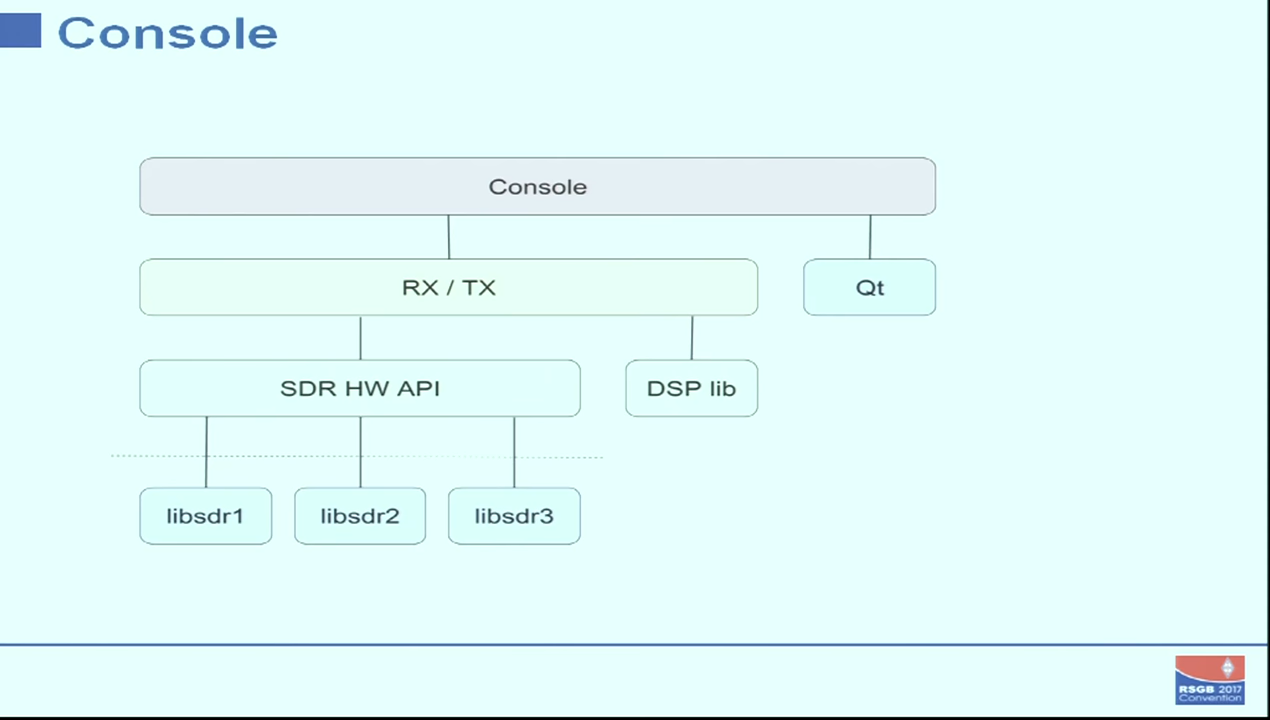 Console
Console
RX / TX
Qt
SDR HW API
DSP lib
libsdr1
libsdr2
libsdr3
RSGB 2017
Convention